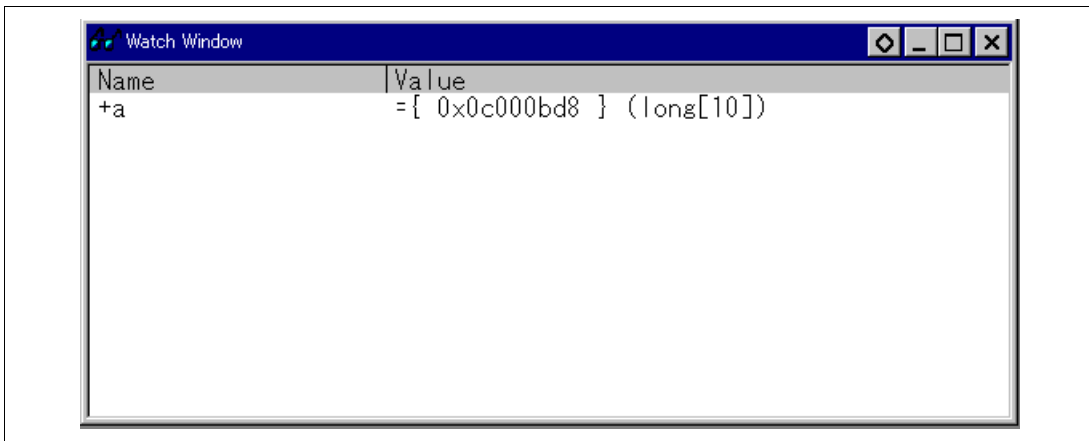 Watch Window
Name Value
+a ={ 0x0c000bd8 } (long[10])